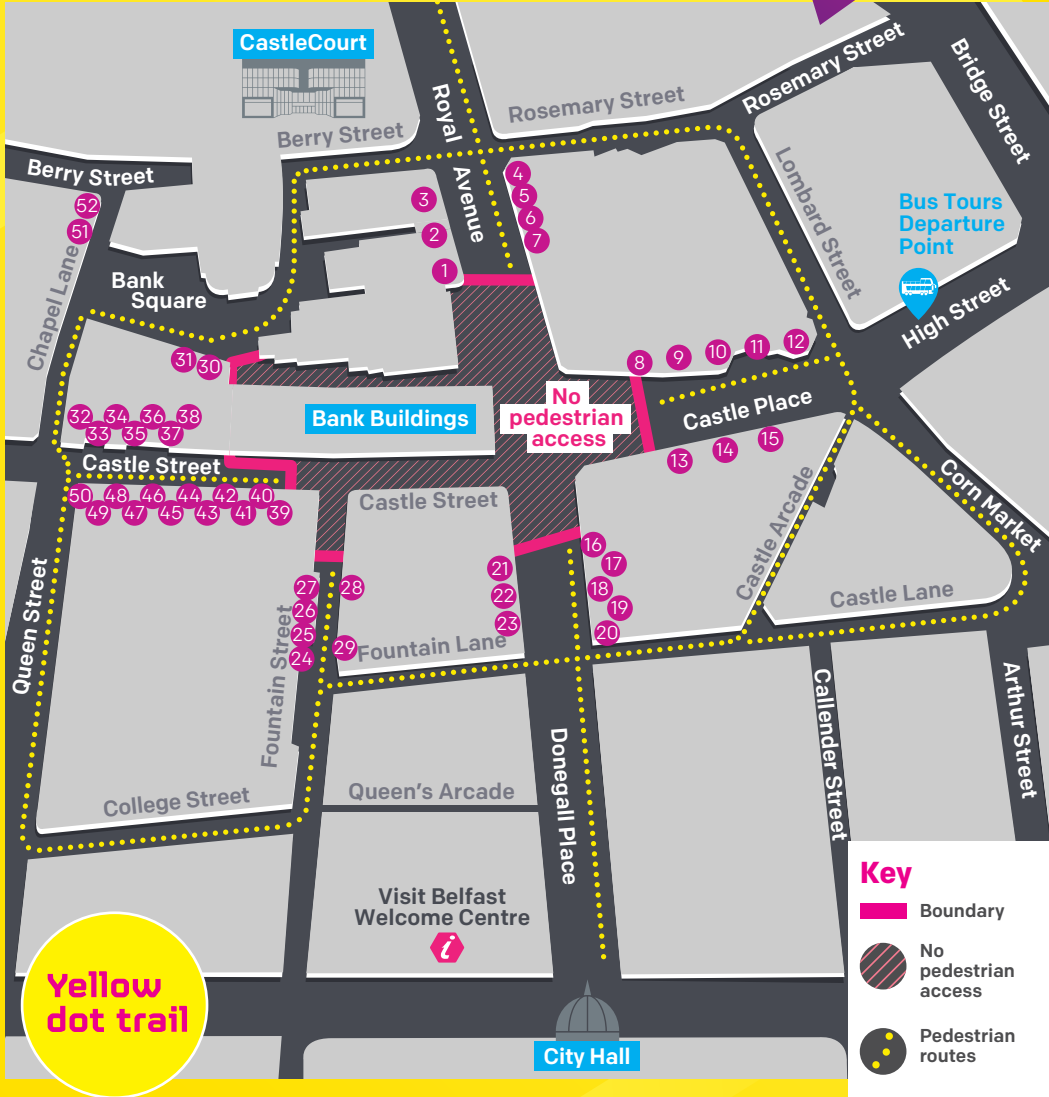 CastleCourt
Royal
Avenue
Rosemary Street
Rosemary Street
Bridge Street
Berry Street
Berry Street
Lombard Street
Bus Tours
Departure
Point
High Street
52
51
Chapel Lane
Bank
Square
3
2
1
4
5
6
7
31
30
8
9
10
11
12
No
pedestrian
access
Bank Buildings
Castle Place
13
14
15
32
34
36
38
33
35
37
Castle Street
50
48
46
44
42
40
49
47
45
43
41
39
Castle Street
Castle Arcade
Corn Market
Castle Lane
16
17
18
19
20
21
22
23
27
28
26
25
24
29
Fountain Lane
Fountain Street
Queen Street
College Street
Queen's Arcade
Donegall Place
Callender Street
Arthur Street
Visit Belfast
Welcome Centre
i
City Hall
Yellow
dot trail
Key
Boundary
No
pedestrian
access
Pedestrian
routes